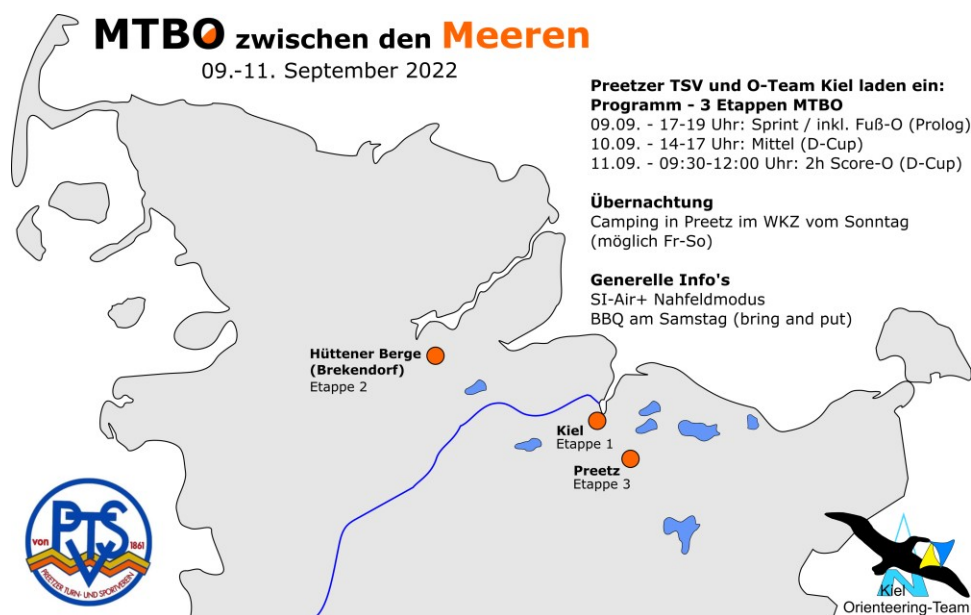 MTBO zwischen den Meeren
09.-11. September 2022
Preetzer TSV und O-Team Kiel laden ein:
Programm - 3 Etappen MTBO
09.09. - 17-19 Uhr: Sprint / inkl. Fuß-O (Prolog)
10.09. - 14-17 Uhr: Mittel (D-Cup)
11.09. - 09:30-12:00 Uhr: 2h Score-O (D-Cup)
Übernachtung
Camping in Preetz im WKZ vom Sonntag
(möglich Fr-So)
Generelle Info's
SI-Air+ Nahfeldmodus
BBQ am Samstag (bring and put)
Hüttener Berge
(Brekendorf)
Etappe 2
Kiel
Etappe 1
Preetz
Etappe 3
von PTSV 1861
PREETZER TURN- UND SPORTVEREIN
N
Kiel
Orienteering-Team